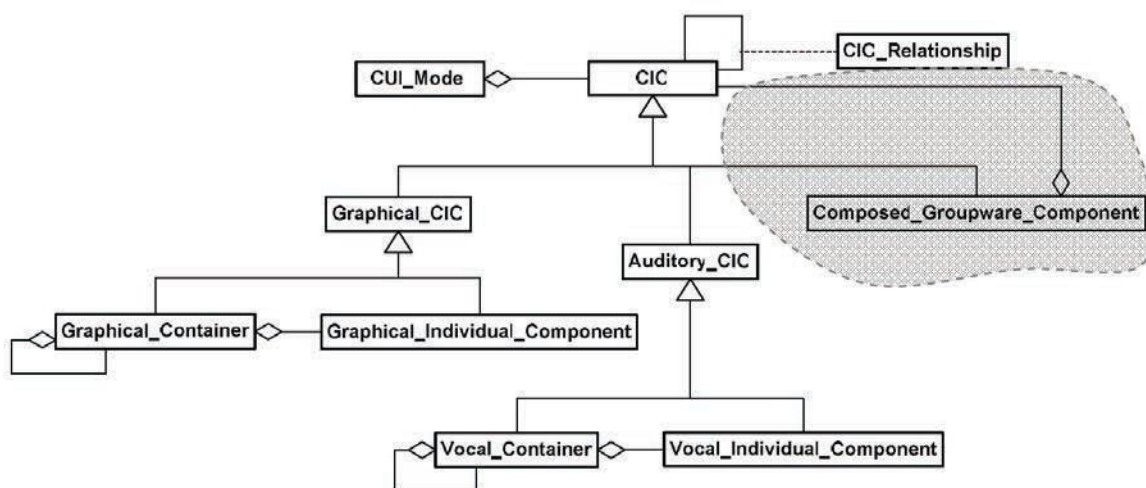 CIC_Relationship
CUI_Mode
CIC
Graphical_CIC
Composed_Groupware_Component
Auditory_CIC
Graphical_Container
Graphical_Individual_Component
Vocal_Container
Vocal_Individual_Component